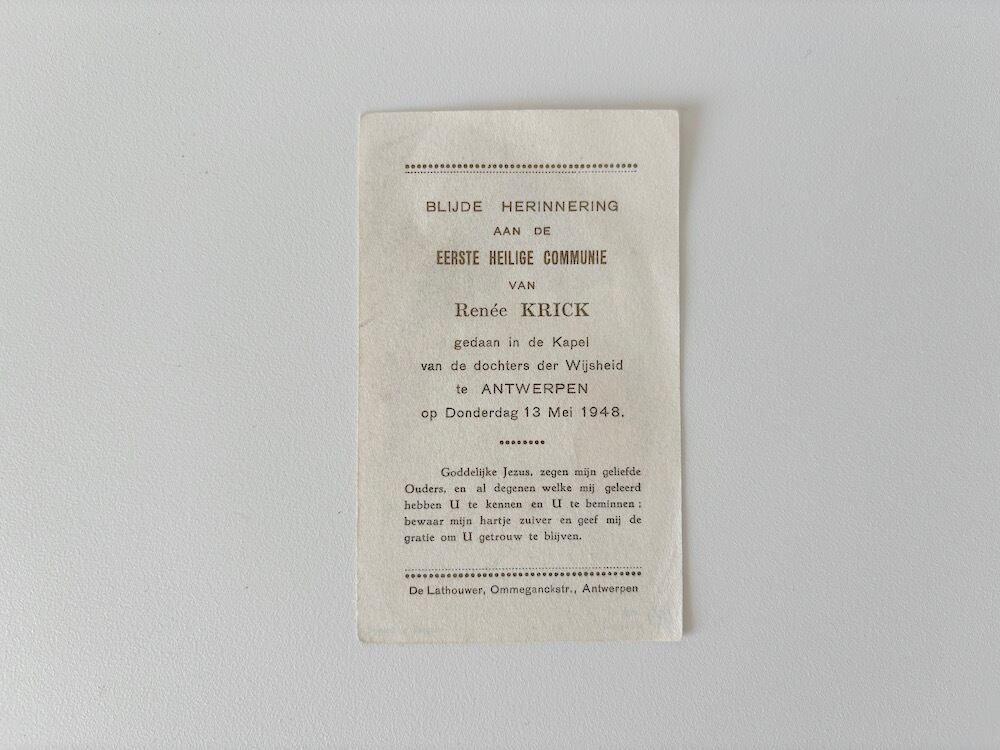 BLIJDE HERINNERING
AAN DE
EERSTE HEILIGE COMMUNIE
VAN
Renée KRICK
gedaan in de Kapel
van de dochters der Wijsheid
te ANTWERPEN
op Donderdag 13 Mei 1948.
Goddelijke Jezus, zegen mijn geliefde
Ouders, en al degenen welke mij geleerd
hebben U te kennen en U te beminnen ;
bewaar mijn hartje zuiver en geef mij de
gratie om U getrouw te blijven.
De Lathouwer, Ommeganckstr., Antwerpen